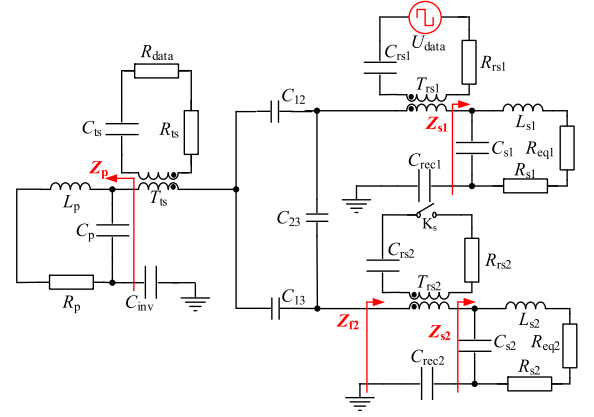 U_data
C_rs1
R_rs1
T_rs1
R_data
C_ts
R_ts
T_ts
C_12
Z_s1
L_s1
C_s1
R_eq1
R_s1
C_rec1
Z_p
L_p
C_p
R_p
C_inv
C_23
K_s
C_rs2
R_rs2
T_rs2
C_13
Z_f2
Z_s2
L_s2
C_s2
R_eq2
R_s2
C_rec2